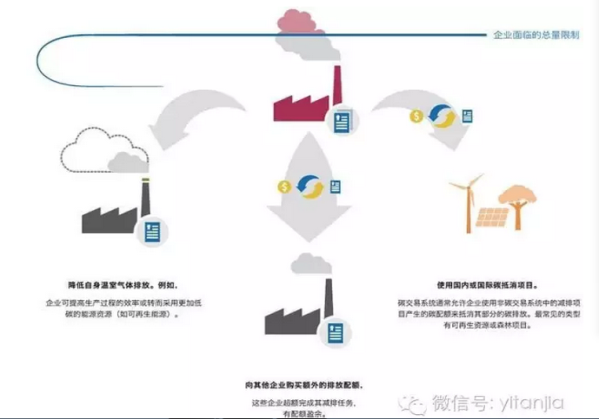 企业面临的总量限制
降低自身温室气体排放。例如、
企业可提高生产过程的效率或转而采用更加低
碳的能源资源（如可再生能源）。
使用国内或国际碳抵消项目。
碳交易系统通常允许企业使用非碳交易系统中的减排项
目产生的碳配额来抵消其部分的碳排放。最常见的类型
有可再生资源或森林项目。
向其他企业购买额外的排放配额、
这些企业超额完成其减排任务、
有配额盈余。
微信号: yitanjia